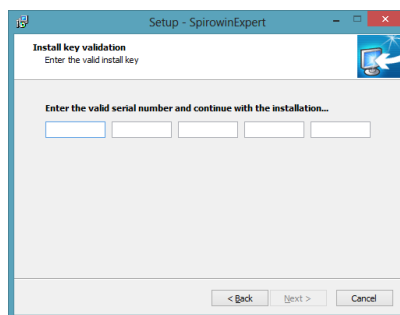 Setup - SpirowinExpert
Install key validation
Enter the valid install key
Enter the valid serial number and continue with the installation...
< Back
Next >
Cancel